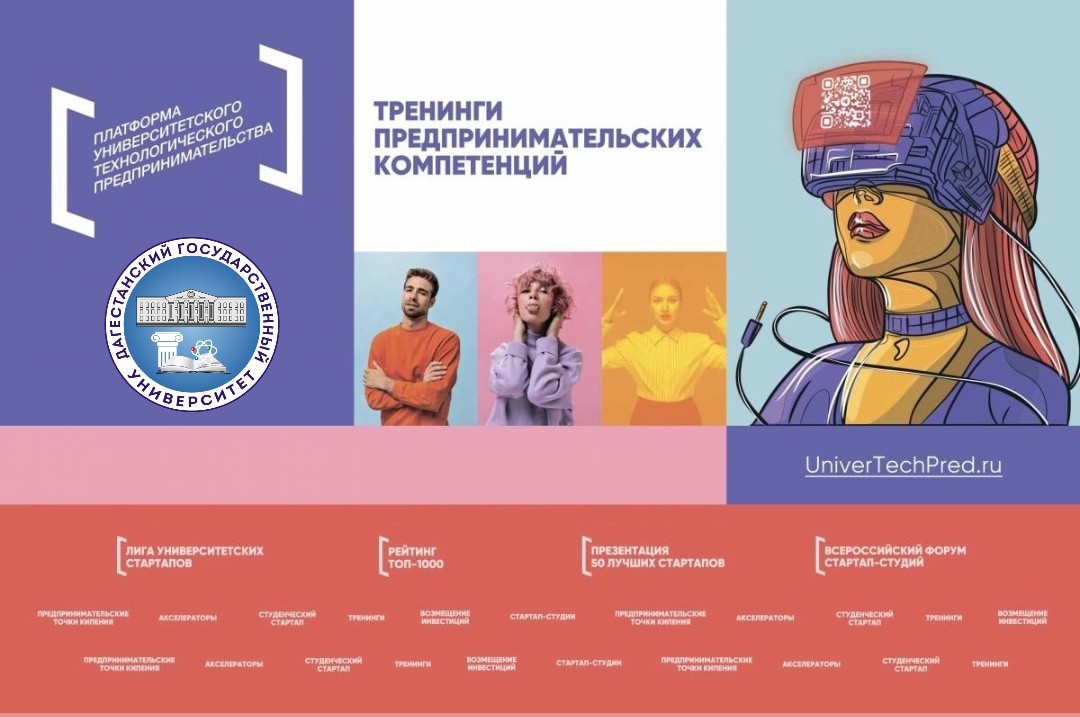 ПЛАТФОРМА
УНИВЕРСИТЕТСКОГО
ТЕХНОЛОГИЧЕСКОГО
ПРЕДПРИНИМАТЕЛЬСТВА
ДАГЕСТАНСКИЙ ГОСУДАРСТВЕННЫЙ
УНИВЕРСИТЕТ
ТРЕНИНГИ
ПРЕДПРИНИМАТЕЛЬСКИХ
КОМПЕТЕНЦИЙ
UniverTechPred.ru
ЛИГА УНИВЕРСИТЕТСКИХ
СТАРТАПОВ
РЕЙТИНГ
ТОП-1000
ПРЕЗЕНТАЦИЯ
50 ЛУЧШИХ СТАРТАПОВ
ВСЕРОССИЙСКИЙ ФОРУМ
СТАРТАП-СТУДИЙ
ПРЕДПРИНИМАТЕЛЬСКИЕ
ТОЧКИ КИПЕНИЯ
АКСЕЛЕРАТОРЫ
СТУДЕНЧЕСКИЙ
СТАРТАП
ТРЕНИНГИ
ВОЗМЕЩЕНИЕ
ИНВЕСТИЦИЙ
СТАРТАП-СТУДИИ
ПРЕДПРИНИМАТЕЛЬСКИЕ
ТОЧКИ КИПЕНИЯ
АКСЕЛЕРАТОРЫ
СТУДЕНЧЕСКИЙ
СТАРТАП
ТРЕНИНГИ
ВОЗМЕЩЕНИЕ
ИНВЕСТИЦИЙ
ПРЕДПРИНИМАТЕЛЬСКИЕ
ТОЧКИ КИПЕНИЯ
АКСЕЛЕРАТОРЫ
СТУДЕНЧЕСКИЙ
СТАРТАП
ТРЕНИНГИ
ВОЗМЕЩЕНИЕ
ИНВЕСТИЦИЙ
СТАРТАП-СТУДИИ
ПРЕДПРИНИМАТЕЛЬСКИЕ
ТОЧКИ КИПЕНИЯ
АКСЕЛЕРАТОРЫ
СТУДЕНЧЕСКИЙ
СТАРТАП
ТРЕНИНГИ